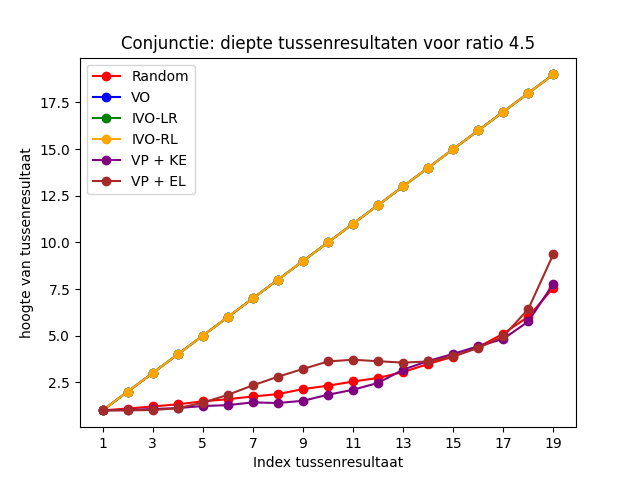 Conjunctie: diepte tussenresultaten voor ratio 4.5
Random
VO
IVO-LR
IVO-RL
VP + KE
VP + EL
hoogte van tussenresultaat
17.5
15.0
12.5
10.0
7.5
5.0
2.5
1 3 5 7 9 11 13 15 17 19
Index tussenresultaat